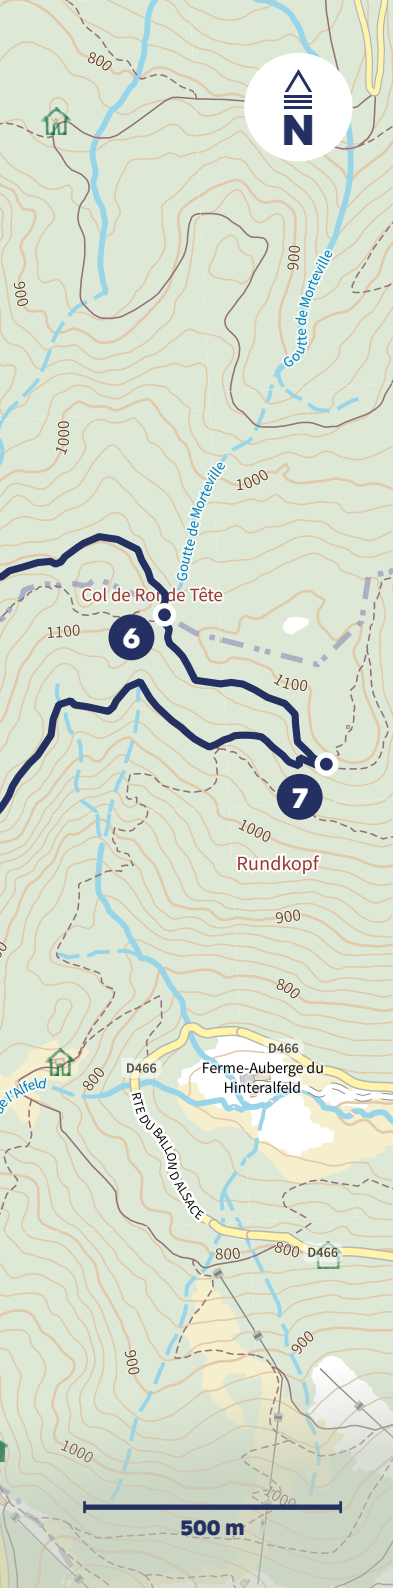 800
N
900
900
Goutte de Morteville
1000
1000
Goutte de Morteville
Col de Ronde Tête
6
1100
1100
7
1000
Rundkopf
900
800
D466
Ferme-Auberge du
Hinteralfeld
D466
800
de l'Alfeld
RTE DU BALLON D ALSACE
800
800
D466
900
900
1000
1000
500 m